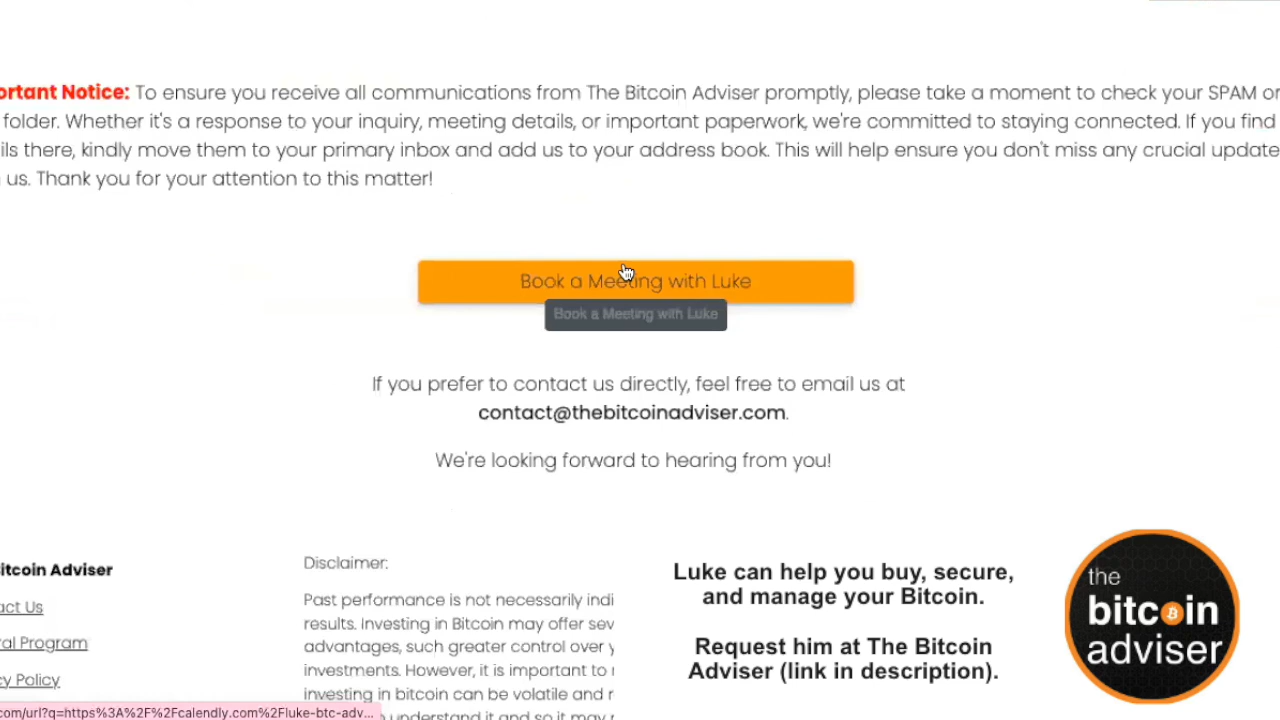 ortant Notice: To ensure you receive all communications from The Bitcoin Adviser promptly, please take a moment to check your SPAM or
folder. Whether it's a response to your inquiry, meeting details, or important paperwork, we're committed to staying connected. If you find
ils there, kindly move them to your primary inbox and add us to your address book. This will help ensure you don't miss any crucial update
us. Thank you for your attention to this matter!
Book a Meeting with Luke
Book a Meeting with Luke
If you prefer to contact us directly, feel free to email us at
contact@thebitcoinadviser.com.
We're looking forward to hearing from you!
itcoin Adviser
act Us
ral Program
cy Policy
Disclaimer:
Past performance is not necessarily indi
results. Investing in Bitcoin may offer sev
advantages, such greater control over y
investments. However, it is important to
investing in bitcoin can be volatile and r
understand it and so it may
Luke can help you buy, secure,
and manage your Bitcoin.
Request him at The Bitcoin
Adviser (link in description).
the
bitcoin
adviser
com/url?q=https%3A%2F%2Fcalendly.com%2Fluke-btc-adv...